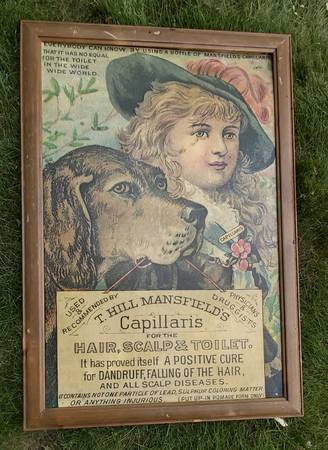 EVERYBODY CAN KNOW BY USING A BOTTLE OF MANSFIELD'S CAPILLARIS
THAT IT HAS NO EQUAL
FOR THE TOILET
IN THE WIDE
WIDE WORLD.
CAPILLARIS
USED
& RECOMMENDED BY
PHYSICIANS
& DRUGGISTS
T. HILL MANSFIELD'S
Capillaris
FOR THE
HAIR, SCALP & TOILET.
It has proved itself A POSITIVE CURE
for DANDRUFF, FALLING OF THE HAIR,
AND ALL SCALP DISEASES.
IT CONTAINS NOT ONE PARTICLE OF LEAD, SULPHUR, COLORING MATTER
OR ANYTHING INJURIOUS. (PUT UP IN POMADE FORM ONLY)